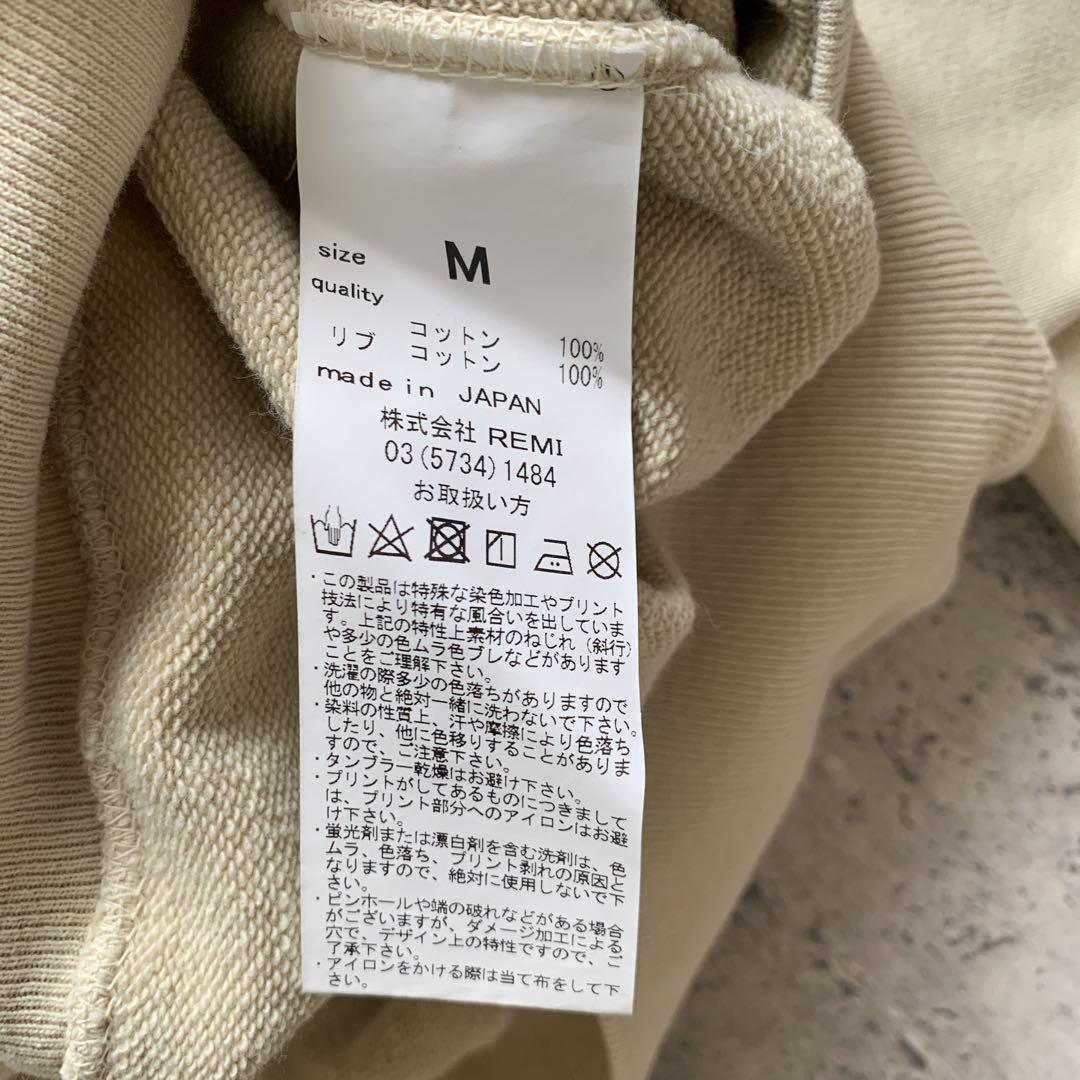 size M
quality
コットン 100%
リブ コットン 100%
made in JAPAN
株式会社 REMI
03(5734)1484
お取扱い方
・この製品は特殊な染色加工やプリント
技法により特有な風合いを出していま
す。上記の特性上素材のねじれ（斜行）
や多少の色ムラ色ブレなどがあります
ことをご理解下さい。
・洗濯の際多少の色落ちがありますので
他の物と絶対一緒に洗わないで下さい。
・染料の性質上、汗や摩擦により色落ち
したり、他に色移りすることがありま
すので、ご注意下さい。
・タンブラー乾燥はお避け下さい。
・プリントがしてあるものにつきまして
は、プリント部分へのアイロンはお避
け下さい。
・蛍光剤または漂白剤を含む洗剤は、色
ムラ、色落ち、プリント剥れの原因と
なりますので、絶対に使用しないで下
さい。
・ピンホールや端の破れなどがある場合
がございますが、ダメージ加工による
穴で、デザイン上の特性ですので、ご
了承下さい。
・アイロンをかける際は当て布をして下
さい。